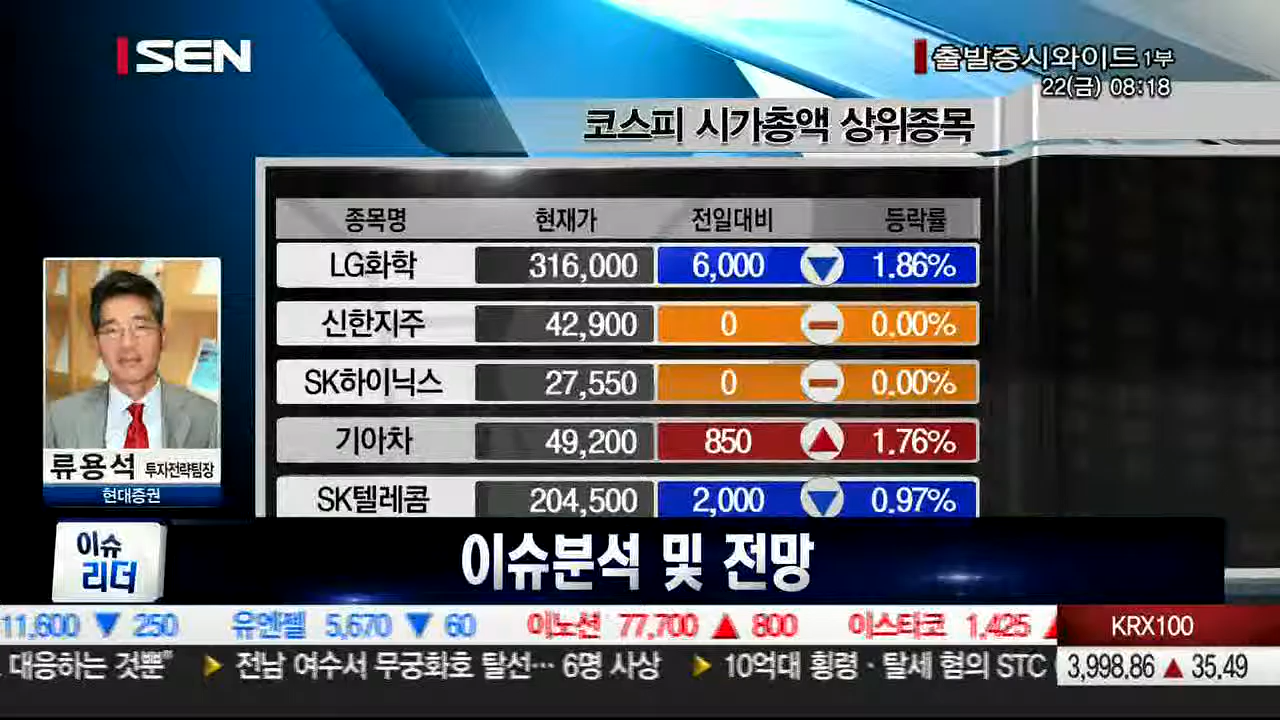 SEN
출발증시와이드 1부
22(금) 08:18
코스피 시가총액 상위종목
종목명 현재가 전일대비 등락률
LG화학 316,000 6,000 ▼ 1.86%
신한지주 42,900 0 0.00%
SK하이닉스 27,550 0 0.00%
기아차 49,200 850 ▲ 1.76%
SK텔레콤 204,500 2,000 ▼ 0.97%
류용석 투자전략팀장
현대증권
이슈
리더
이슈분석 및 전망
11,600 ▼ 250 유엔젤 5,670 ▼ 60 이노션 77,700 ▲ 800 이스타코 1,425 ▲
KRX100
대응하는 것뿐" ▶ 전남 여수서 무궁화호 탈선… 6명 사상 ▶ 10억대 횡령·탈세 혐의 STC
3,998.86 ▲ 35.49